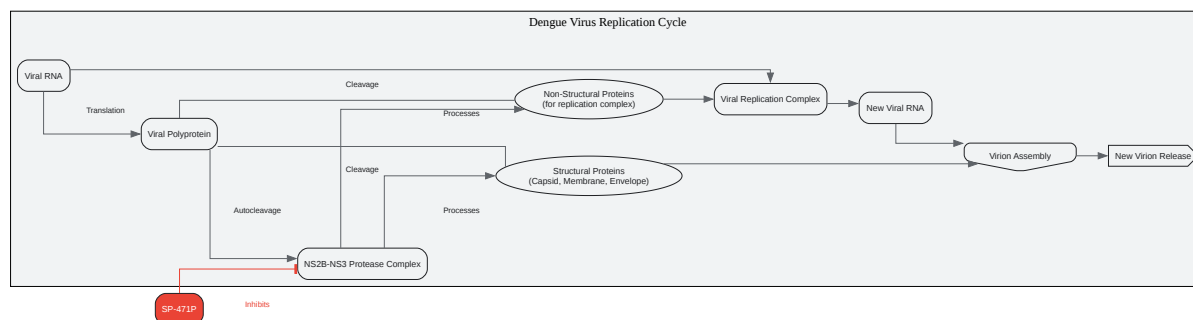 Dengue Virus Replication Cycle
Viral RNA
Cleavage
Non-Structural Proteins
(for replication complex)
Viral Replication Complex
New Viral RNA
Translation
Processes
Viral Polyprotein
Virion Assembly
New Virion Release
Cleavage
Structural Proteins
(Capsid, Membrane, Envelope)
Autocleavage
Processes
NS2B-NS3 Protease Complex
SP-471P
Inhibits